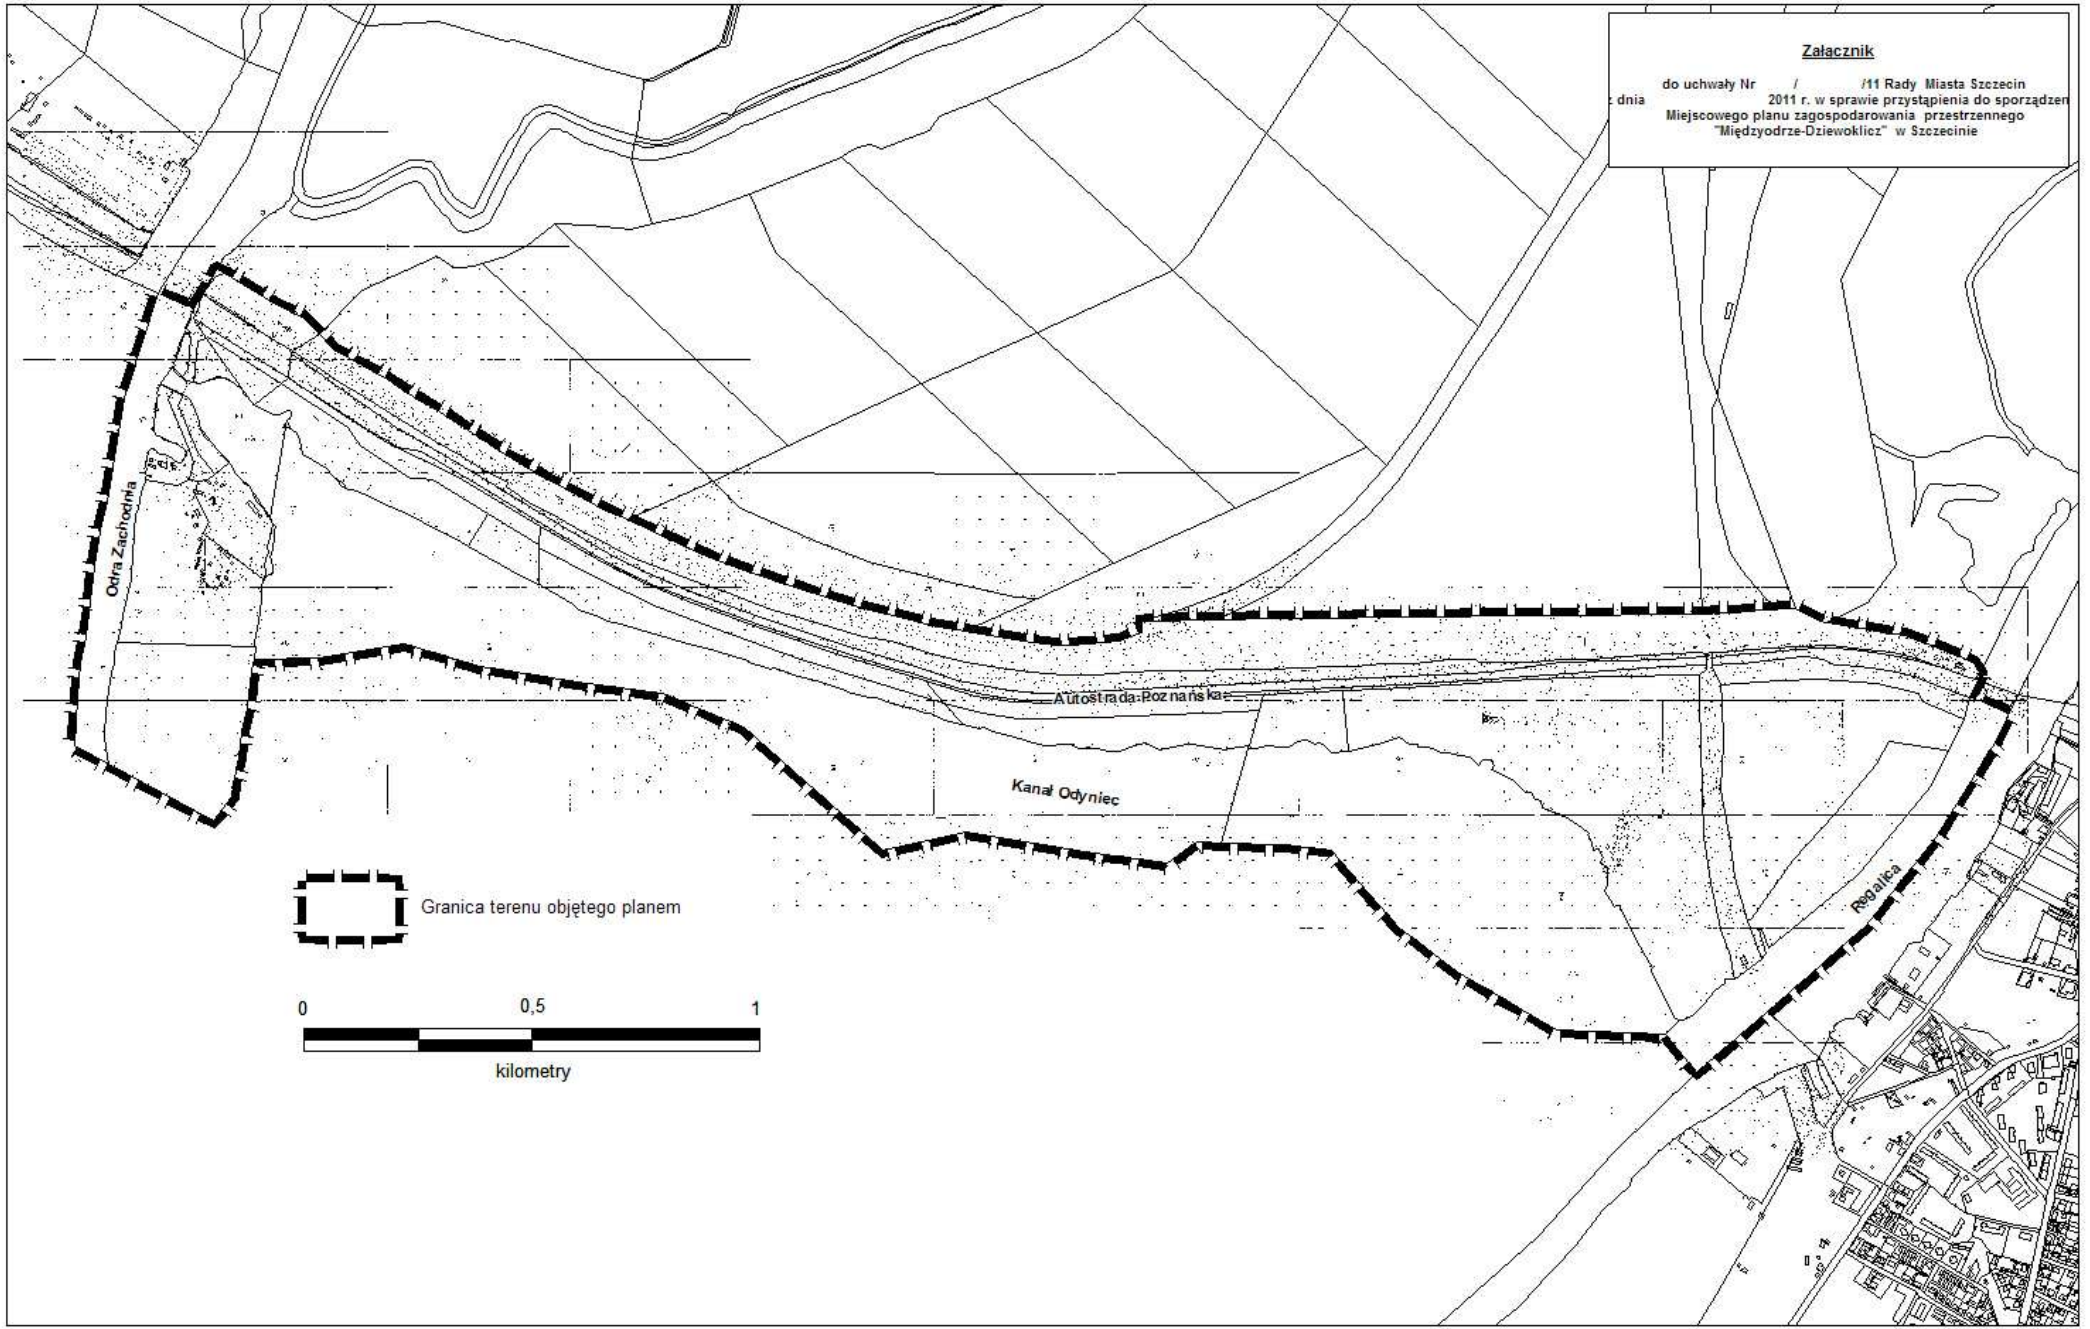 Załącznik
do uchwały Nr / /11 Rady Miasta Szczecin
z dnia 2011 r. w sprawie przystąpienia do sporządzen
Miejscowego planu zagospodarowania przestrzennego
"Międzyodrze-Dziewoklicz" w Szczecinie
Odra Zachodnia
Autostrada Poznańska
Kanał Odyniec
Regalica
Granica terenu objętego planem
0 0,5 1
kilometry